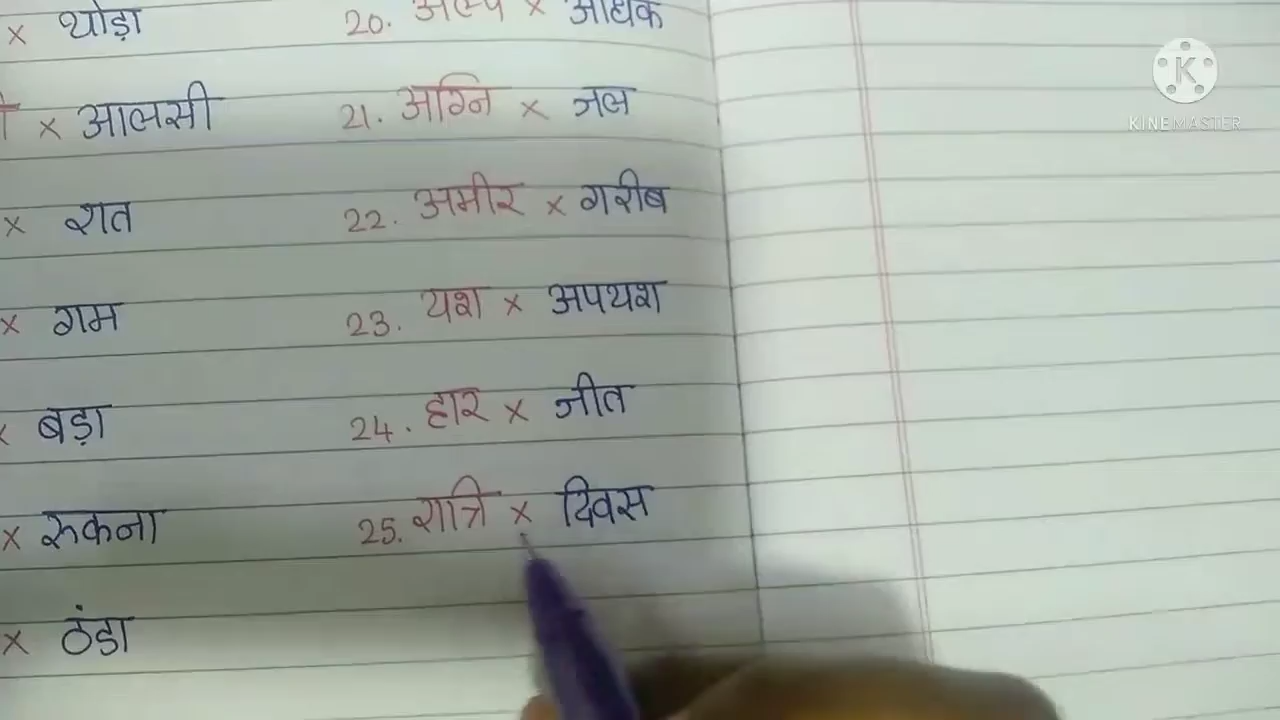 × थोड़ा
20. अल्प × अधिक
× आलसी
21. अग्नि × जल
× रात
22. अमीर × गरीब
× गम
23. यश × अपयश
× बड़ा
24. हार × जीत
× रुकना
25. रात्रि × दिवस
× ठंडा
K
KINEMASTER